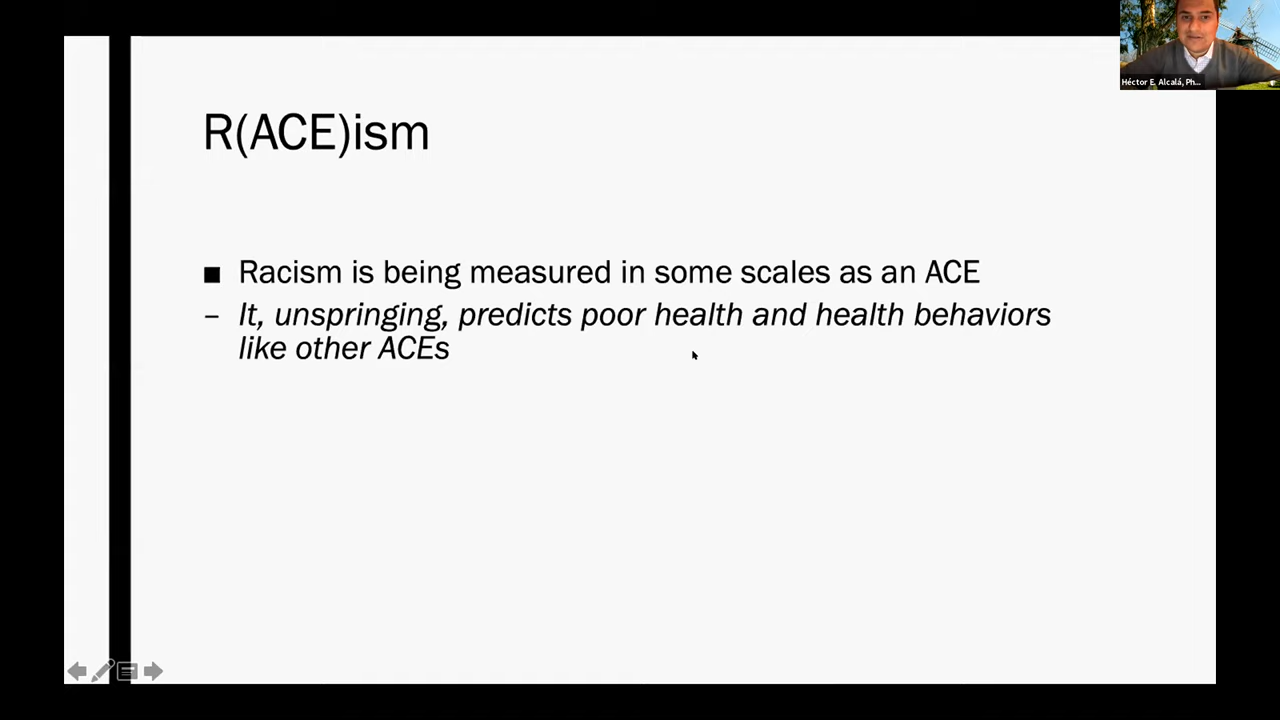 Héctor E. Alcalá, Ph...
R(ACE)ism
■ Racism is being measured in some scales as an ACE
– It, unspringing, predicts poor health and health behaviors
like other ACEs